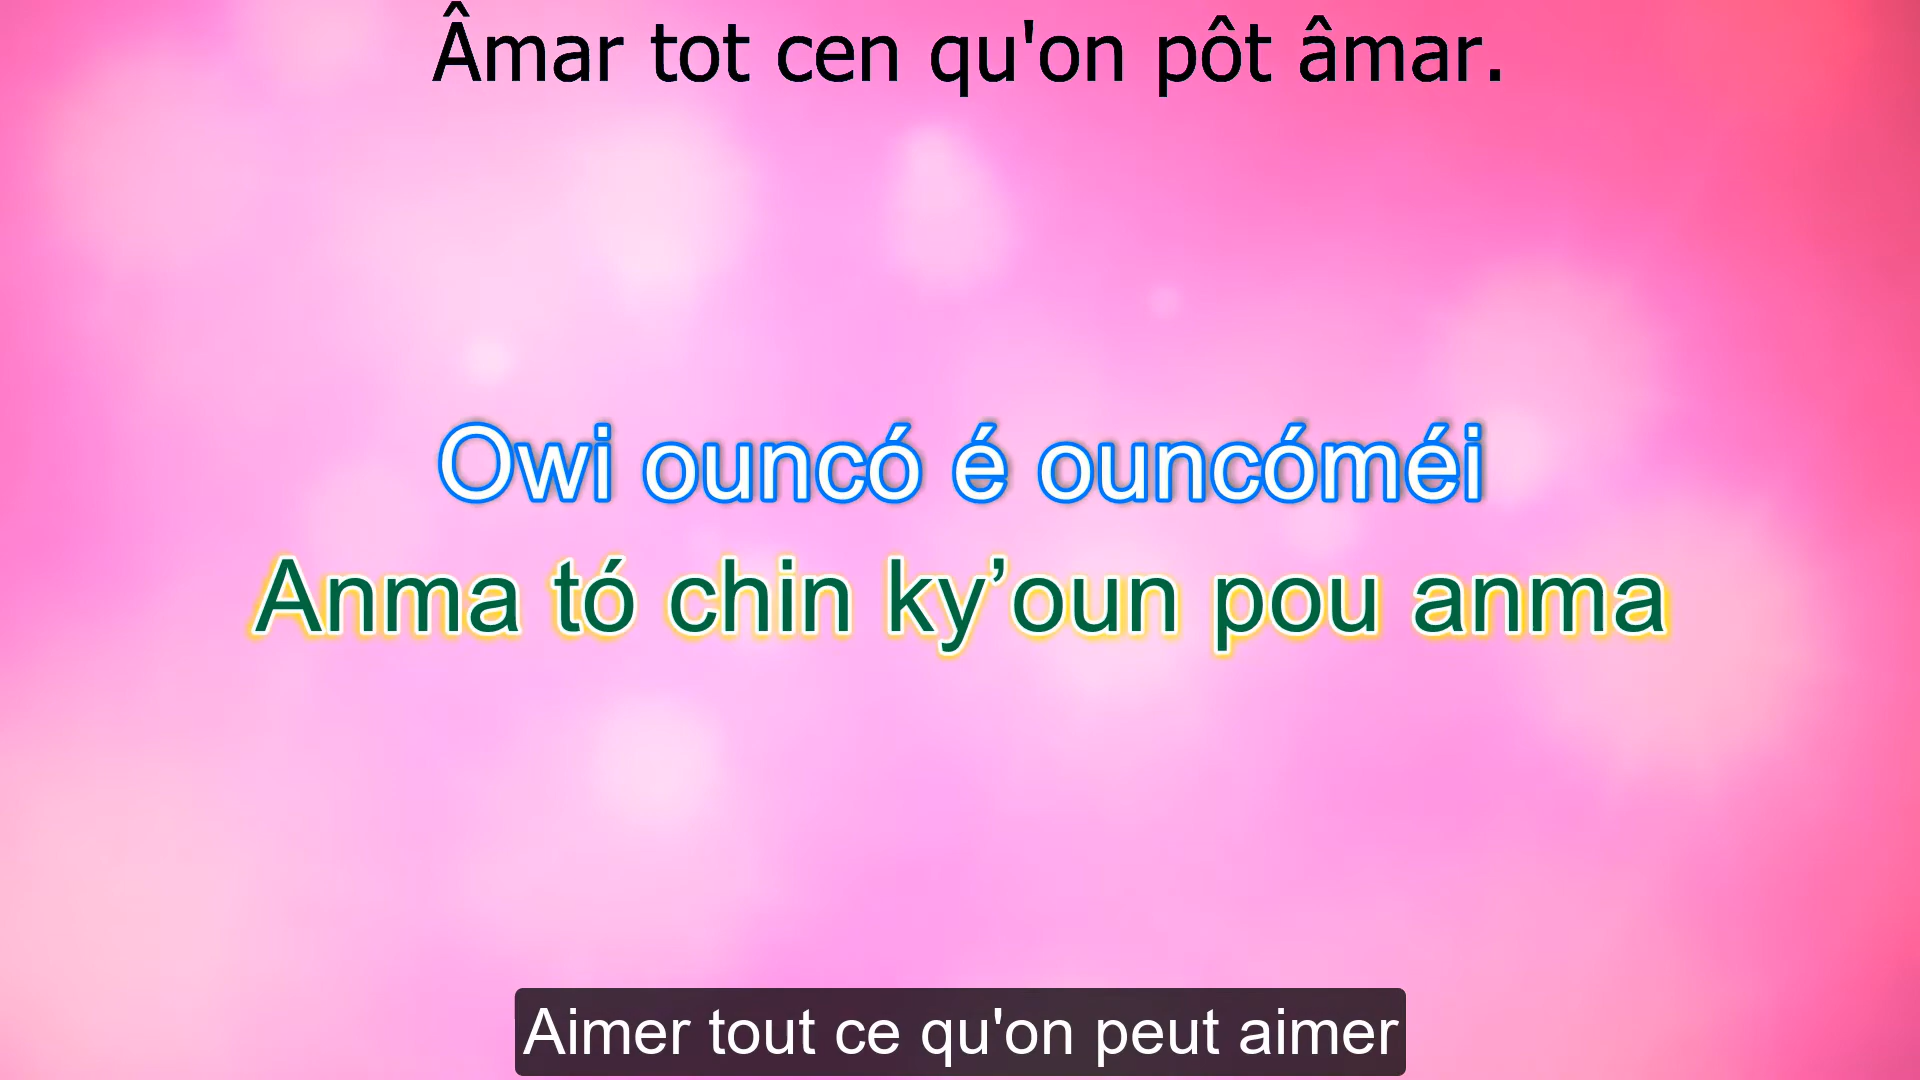 Âmar tot cen qu'on pôt âmar.
Owi ouncó é ouncóméi
Anma tó chin ky’oun pou anma
Aimer tout ce qu'on peut aimer